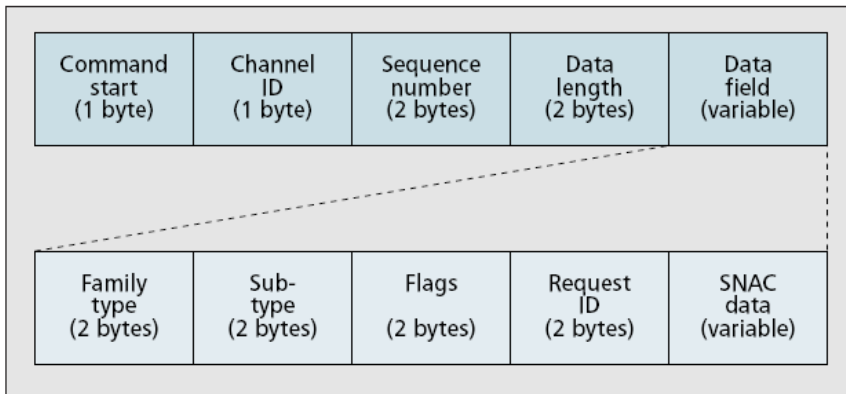 Command
start
(1 byte)
Channel
ID
(1 byte)
Sequence
number
(2 bytes)
Data
length
(2 bytes)
Data
field
(variable)
Family
type
(2 bytes)
Sub-
type
(2 bytes)
Flags
(2 bytes)
Request
ID
(2 bytes)
SNAC
data
(variable)